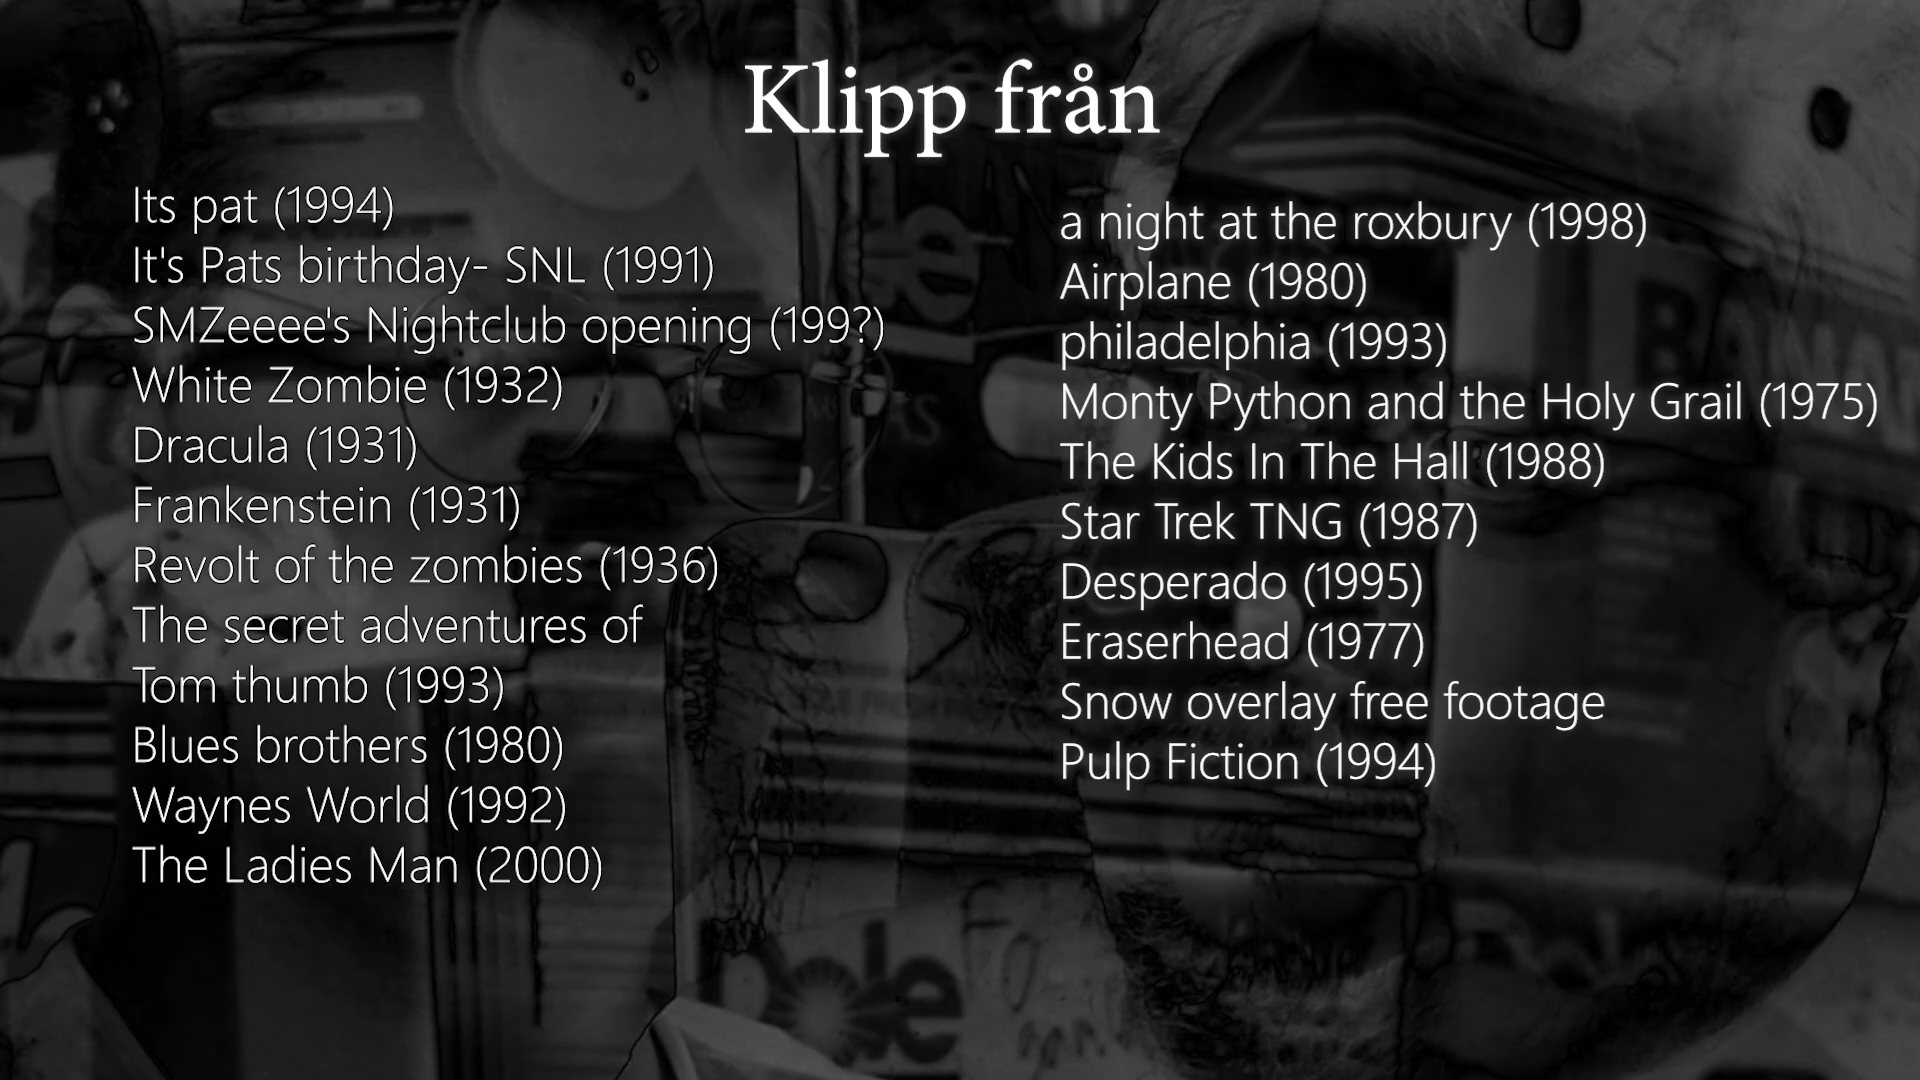 Klipp från
Its pat (1994)
It's Pats birthday- SNL (1991)
SMZeeee's Nightclub opening (199?)
White Zombie (1932)
Dracula (1931)
Frankenstein (1931)
Revolt of the zombies (1936)
The secret adventures of
Tom thumb (1993)
Blues brothers (1980)
Waynes World (1992)
The Ladies Man (2000)
a night at the roxbury (1998)
Airplane (1980)
philadelphia (1993)
Monty Python and the Holy Grail (1975)
The Kids In The Hall (1988)
Star Trek TNG (1987)
Desperado (1995)
Eraserhead (1977)
Snow overlay free footage
Pulp Fiction (1994)
Dole